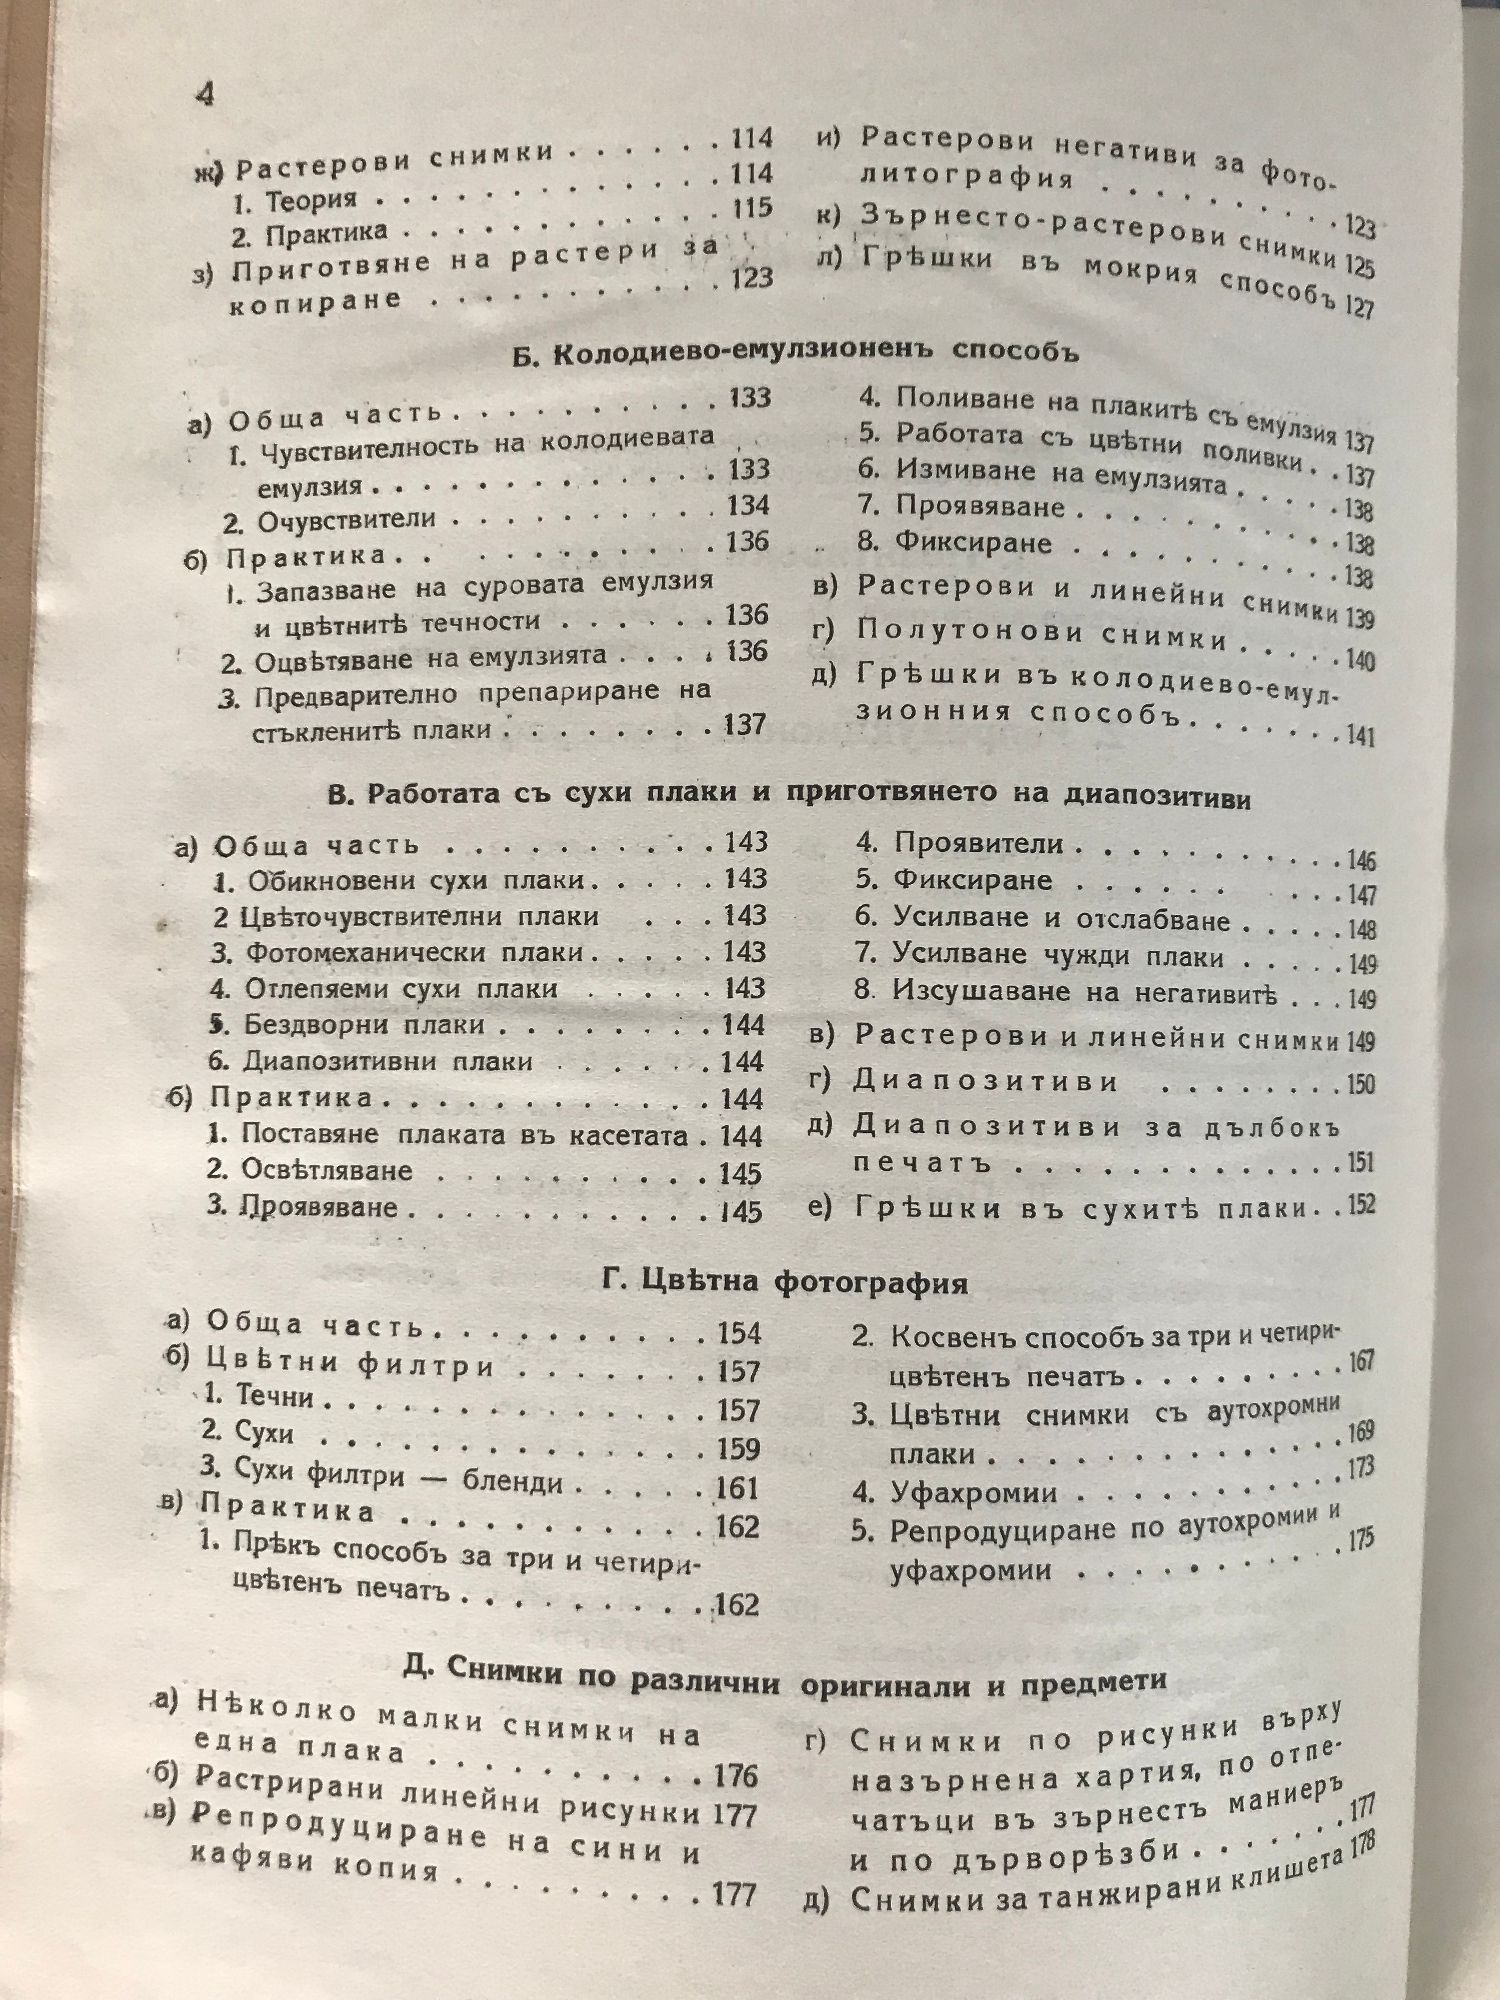 4
ж) Растерови снимки . . . . . . 114
1. Теория . . . . . . . . . . . . . 114
2. Практика . . . . . . . . . . . . 115
з) Приготвяне на растери за
копиране . . . . . . . . . . . 123
и) Растерови негативи за фото-
литография . . . . . . . . . 123
к) Зърнесто-растерови снимки 125
л) Грѣшки въ мокрия способъ 127
Б. Колодиево-емулзионенъ способъ
а) Обща часть. . . . . . . . . . 133
1. Чувствителность на колодиевата
емулзия . . . . . . . . . . . . . 133
2. Очувствители . . . . . . . . . . 134
б) Практика . . . . . . . . . . . 136
1. Запазване на суровата емулзия
и цвѣтнитѣ течности . . . . . . 136
2. Оцвѣтяване на емулзията . . . . 136
3. Предварително препариране на
стъкленитѣ плаки . . . . . . . . 137
4. Поливане на плакитѣ съ емулзия 137
5. Работата съ цвѣтни поливки . . 137
6. Измиване на емулзията . . . . . 138
7. Проявяване . . . . . . . . . . . 138
8. Фиксиране . . . . . . . . . . . 138
в) Растерови и линейни снимки 139
г) Полутонови снимки . . . . . 140
д) Грѣшки въ колодиево-емул-
зионния способъ. . . . . . . 141
В. Работата съ сухи плаки и приготвянето на диапозитиви
а) Обща часть . . . . . . . . . . 143
1. Обикновени сухи плаки. . . . . 143
2 Цвѣточувствителни плаки . . . 143
3. Фотомеханически плаки. . . . . 143
4. Отлепяеми сухи плаки . . . . . 143
5. Бездворни плаки . . . . . . . . 144
6. Диапозитивни плаки . . . . . . 144
б) Практика. . . . . . . . . . . . 144
1. Поставяне плаката въ касетата . 144
2. Освѣтляване . . . . . . . . . . 145
3. Проявяване . . . . . . . . . . . 145
4. Проявители . . . . . . . . . . . 146
5. Фиксиране . . . . . . . . . 147
6. Усилване и отслабване . . . . . 148
7. Усилване чужди плаки . . . . . 149
8. Изсушаване на негативитѣ . . . 149
в) Растерови и линейни снимки 149
г) Диапозитиви . . . . . . . 150
д) Диапозитиви за дълбокъ
печатъ . . . . . . . . . . . . 151
е) Грѣшки въ сухитѣ плаки. . 152
Г. Цвѣтна фотография
а) Обща часть. . . . . . . . . . 154
б) Цвѣтни филтри . . . . . . . 157
1. Течни . . . . . . . . . . . . . . 157
2. Сухи . . . . . . . . . . . . . . 159
3. Сухи филтри — бленди . . . . . 161
в) Практика . . . . . . . . . . . 162
1. Прѣкъ способъ за три и четири-
цвѣтенъ печатъ . . . . . . . . . 162
2. Косвенъ способъ за три и четири-
цвѣтенъ печатъ . . . . . . . . . 167
3. Цвѣтни снимки съ аутохромни
плаки . . . . . . . . . . . . . . 169
4. Уфахромии . . . . . . . . . . . 173
5. Репродуциране по аутохромии и
уфахромии . . . . . . . . . . 175
Д. Снимки по различни оригинали и предмети
а) Нѣколко малки снимки на
една плака . . . . . . . . . . 176
б) Растрирани линейни рисунки 177
в) Репродуциране на сини и
кафяви копия . . . . . . . . . 177
г) Снимки по рисунки върху
назърнена хартия, по отпе-
чатъци въ зърнестъ маниеръ
и по дърворѣзби . . . . . . . 177
д) Снимки за танжирани клишета 178